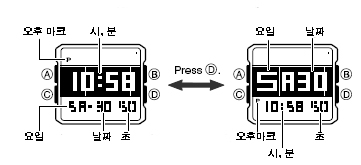 오후 마크 시, 분
P
Ⓐ 10:58 Ⓑ
Ⓒ SA-30 50 Ⓓ
요일 날짜 초
Press Ⓓ.
요일 날짜
Ⓐ SA30 Ⓑ
Ⓒ P 10:58 50 Ⓓ
오후마크 시, 분 초